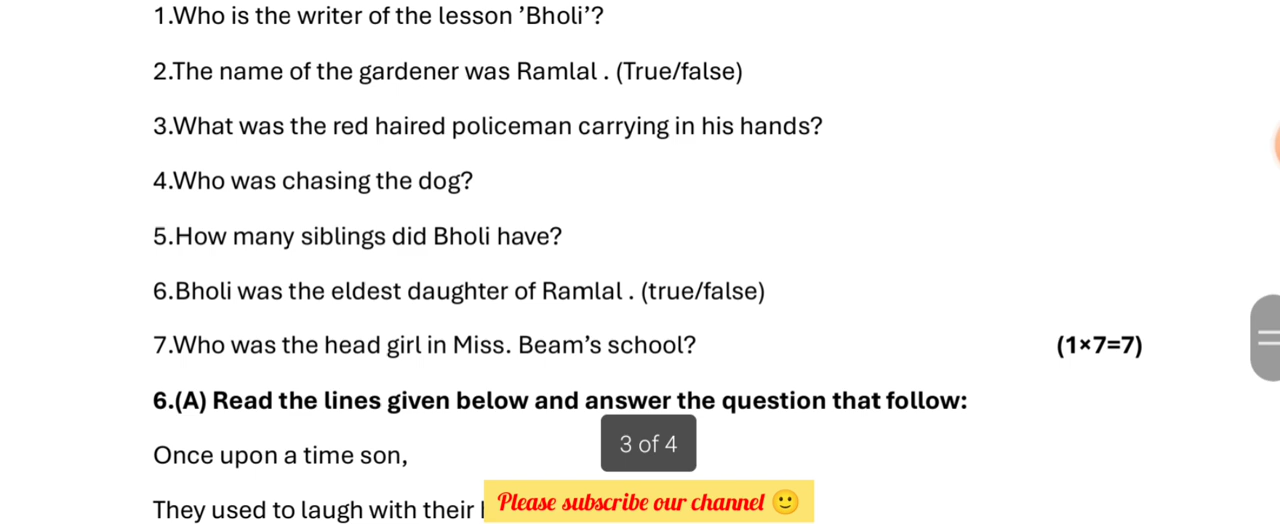 1.Who is the writer of the lesson ’Bholi’?
2.The name of the gardener was Ramlal . (True/false)
3.What was the red haired policeman carrying in his hands?
4.Who was chasing the dog?
5.How many siblings did Bholi have?
6.Bholi was the eldest daughter of Ramlal . (true/false)
7.Who was the head girl in Miss. Beam’s school? (1×7=7)
6.(A) Read the lines given below and answer the question that follow:
3 of 4
Once upon a time son,
They used to laugh with their
Please subscribe our channel 🙂